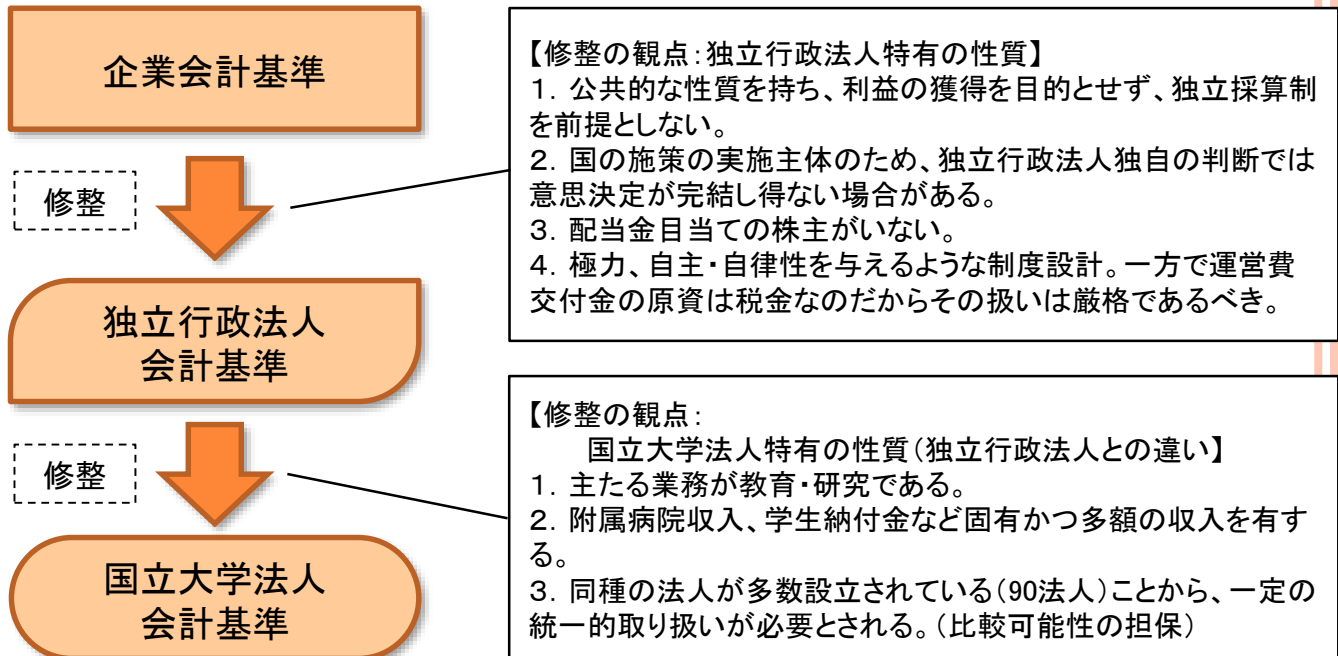 企業会計基準
修整
独立行政法人
会計基準
修整
国立大学法人
会計基準
【修整の観点：独立行政法人特有の性質】
１．公共的な性質を持ち、利益の獲得を目的とせず、独立採算制
を前提としない。
２．国の施策の実施主体のため、独立行政法人独自の判断では
意思決定が完結し得ない場合がある。
３．配当金目当ての株主がいない。
４．極力、自主・自律性を与えるような制度設計。一方で運営費
交付金の原資は税金なのだからその扱いは厳格であるべき。
【修整の観点：
国立大学法人特有の性質（独立行政法人との違い】
１．主たる業務が教育・研究である。
２．附属病院収入、学生納付金など固有かつ多額の収入を有す
る。
３．同種の法人が多数設立されている（90法人）ことから、一定の
統一的取り扱いが必要とされる。（比較可能性の担保）